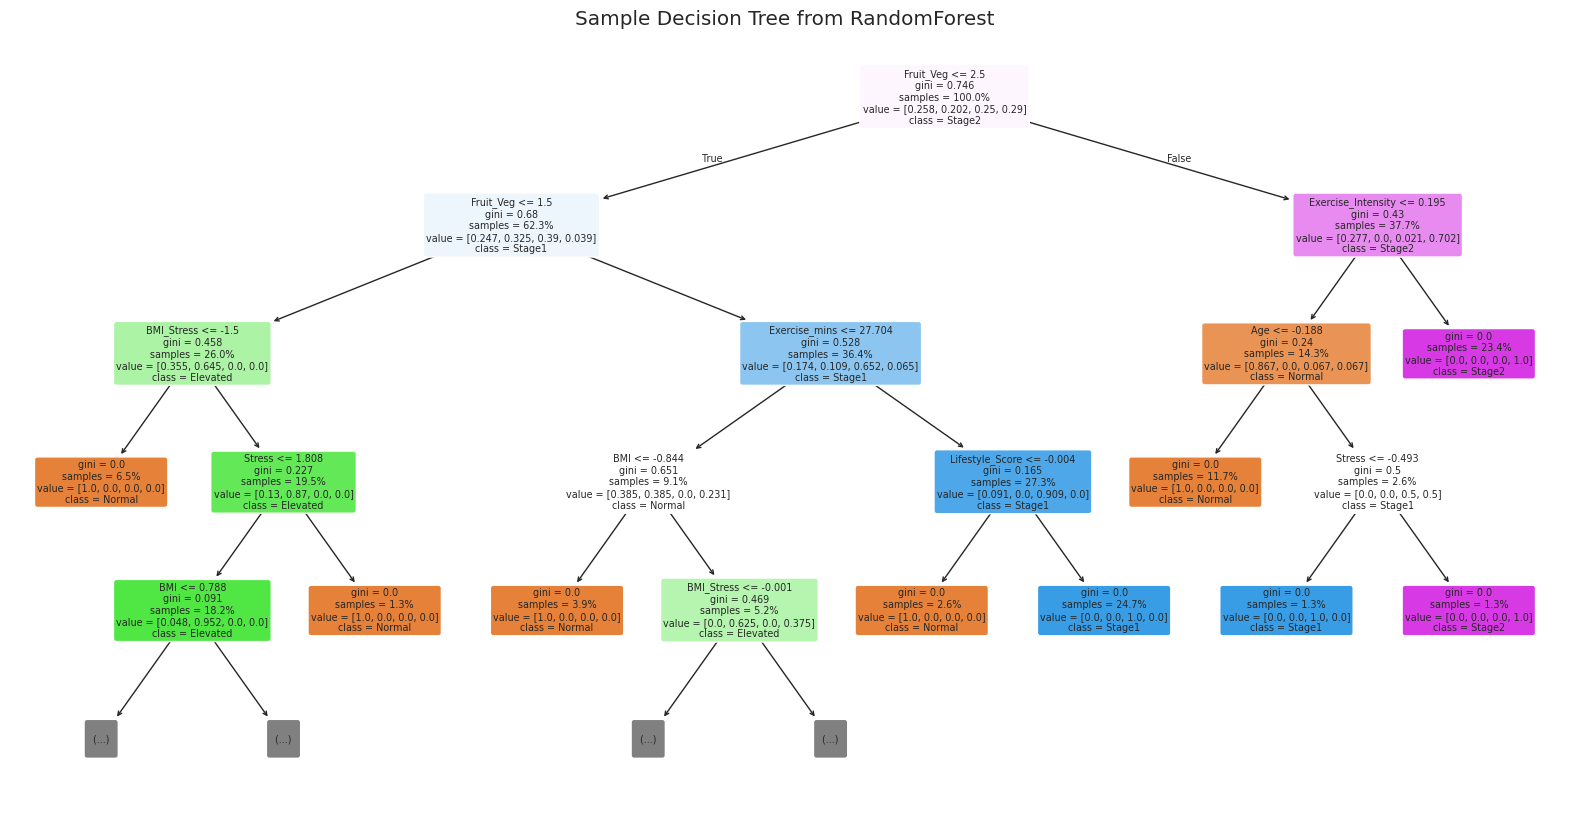 Sample Decision Tree from RandomForest
Fruit_Veg <= 2.5
gini = 0.746
samples = 100.0%
value = [0.258, 0.202, 0.25, 0.29]
class = Stage2
True
False
Fruit_Veg <= 1.5
gini = 0.68
samples = 62.3%
value = [0.247, 0.325, 0.39, 0.039]
class = Stage1
Exercise_Intensity <= 0.195
gini = 0.43
samples = 37.7%
value = [0.277, 0.0, 0.021, 0.702]
class = Stage2
BMI_Stress <= -1.5
gini = 0.458
samples = 26.0%
value = [0.355, 0.645, 0.0, 0.0]
class = Elevated
Exercise_mins <= 27.704
gini = 0.528
samples = 36.4%
value = [0.174, 0.109, 0.652, 0.065]
class = Stage1
Age <= -0.188
gini = 0.24
samples = 14.3%
value = [0.867, 0.0, 0.067, 0.067]
class = Normal
gini = 0.0
samples = 23.4%
value = [0.0, 0.0, 0.0, 1.0]
class = Stage2
gini = 0.0
samples = 6.5%
value = [1.0, 0.0, 0.0, 0.0]
class = Normal
Stress <= 1.808
gini = 0.227
samples = 19.5%
value = [0.13, 0.87, 0.0, 0.0]
class = Elevated
BMI <= -0.844
gini = 0.651
samples = 9.1%
value = [0.385, 0.385, 0.0, 0.231]
class = Normal
Lifestyle_Score <= -0.004
gini = 0.165
samples = 27.3%
value = [0.091, 0.0, 0.909, 0.0]
class = Stage1
gini = 0.0
samples = 11.7%
value = [1.0, 0.0, 0.0, 0.0]
class = Normal
Stress <= -0.493
gini = 0.5
samples = 2.6%
value = [0.0, 0.0, 0.5, 0.5]
class = Stage1
BMI <= 0.788
gini = 0.091
samples = 18.2%
value = [0.048, 0.952, 0.0, 0.0]
class = Elevated
gini = 0.0
samples = 1.3%
value = [1.0, 0.0, 0.0, 0.0]
class = Normal
gini = 0.0
samples = 3.9%
value = [1.0, 0.0, 0.0, 0.0]
class = Normal
BMI_Stress <= -0.001
gini = 0.469
samples = 5.2%
value = [0.0, 0.625, 0.0, 0.375]
class = Elevated
gini = 0.0
samples = 2.6%
value = [1.0, 0.0, 0.0, 0.0]
class = Normal
gini = 0.0
samples = 24.7%
value = [0.0, 0.0, 1.0, 0.0]
class = Stage1
gini = 0.0
samples = 1.3%
value = [0.0, 0.0, 1.0, 0.0]
class = Stage1
gini = 0.0
samples = 1.3%
value = [0.0, 0.0, 0.0, 1.0]
class = Stage2
(...)
(...)
(...)
(...)